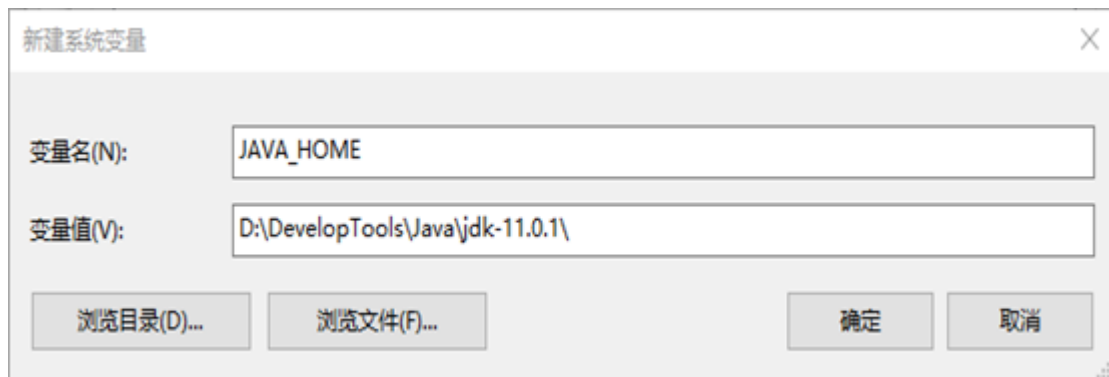 新建系统变量
变量名(N): JAVA_HOME
变量值(V): D:\DevelopTools\Java\jdk-11.0.1\
浏览目录(D)... 浏览文件(F)... 确定 取消